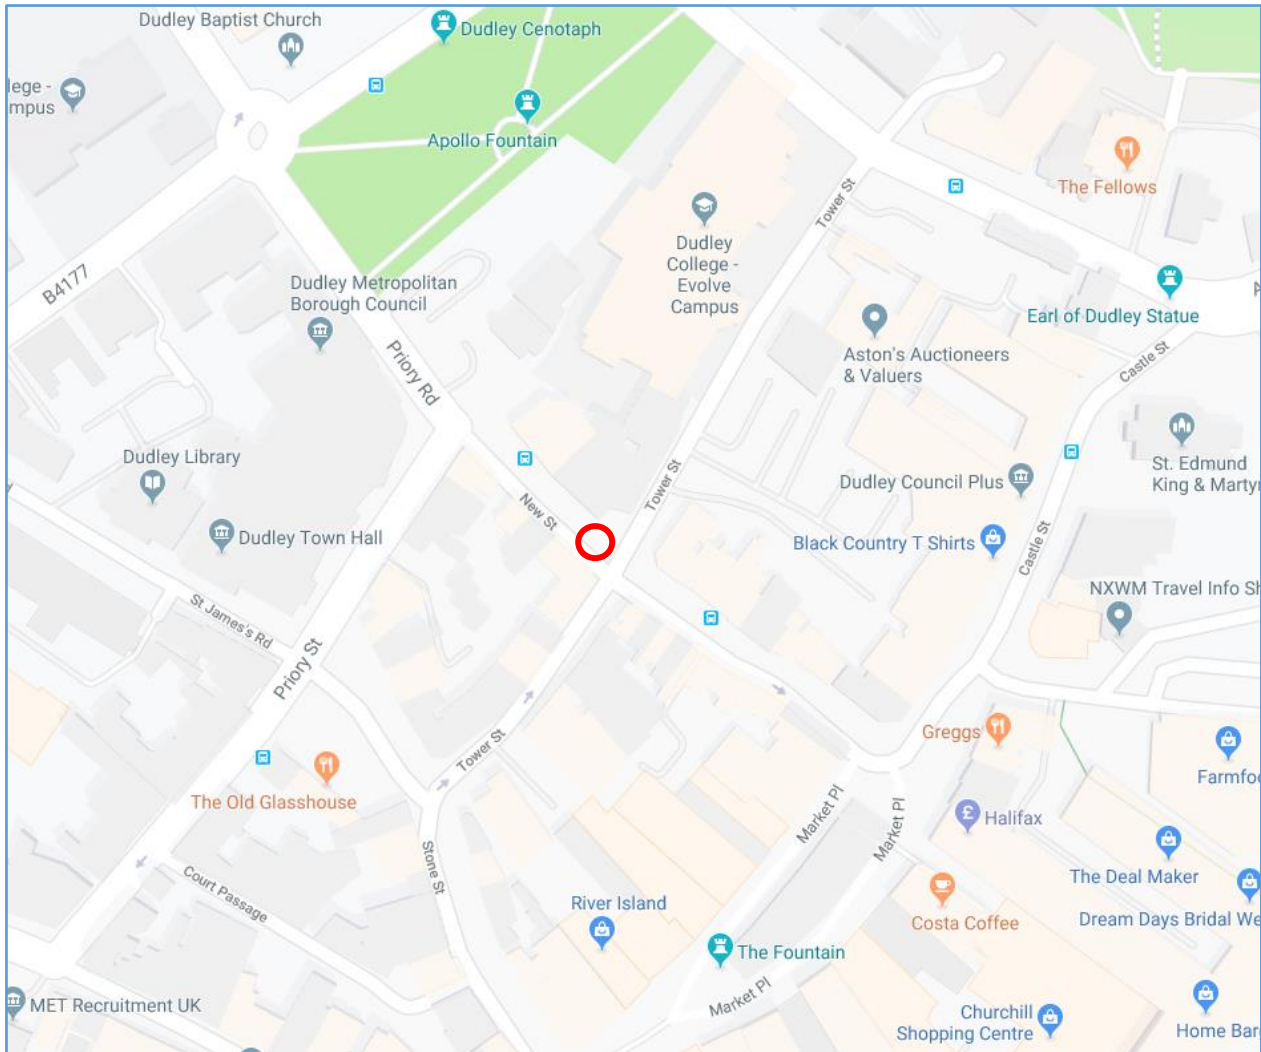 Dudley Baptist Church
Dudley Cenotaph
lege -
mpus
Apollo Fountain
The Fellows
Tower St
Dudley
College -
Evolve
Campus
B4177
Dudley Metropolitan
Borough Council
Earl of Dudley Statue
Aston's Auctioneers
& Valuers
Castle St
Priory Rd
Dudley Library
St. Edmund
King & Martyr
Dudley Council Plus
Tower St
New St
Dudley Town Hall
Black Country T Shirts
Castle St
NXWM Travel Info Sh
St James's Rd
Priory St
Greggs
Tower St
Farmfoo
The Old Glasshouse
Market Pl
Market Pl
£
Halifax
Stone St
Court Passage
The Deal Maker
River Island
Costa Coffee
Dream Days Bridal We
The Fountain
Market Pl
MET Recruitment UK
Churchill
Shopping Centre
Home Bar